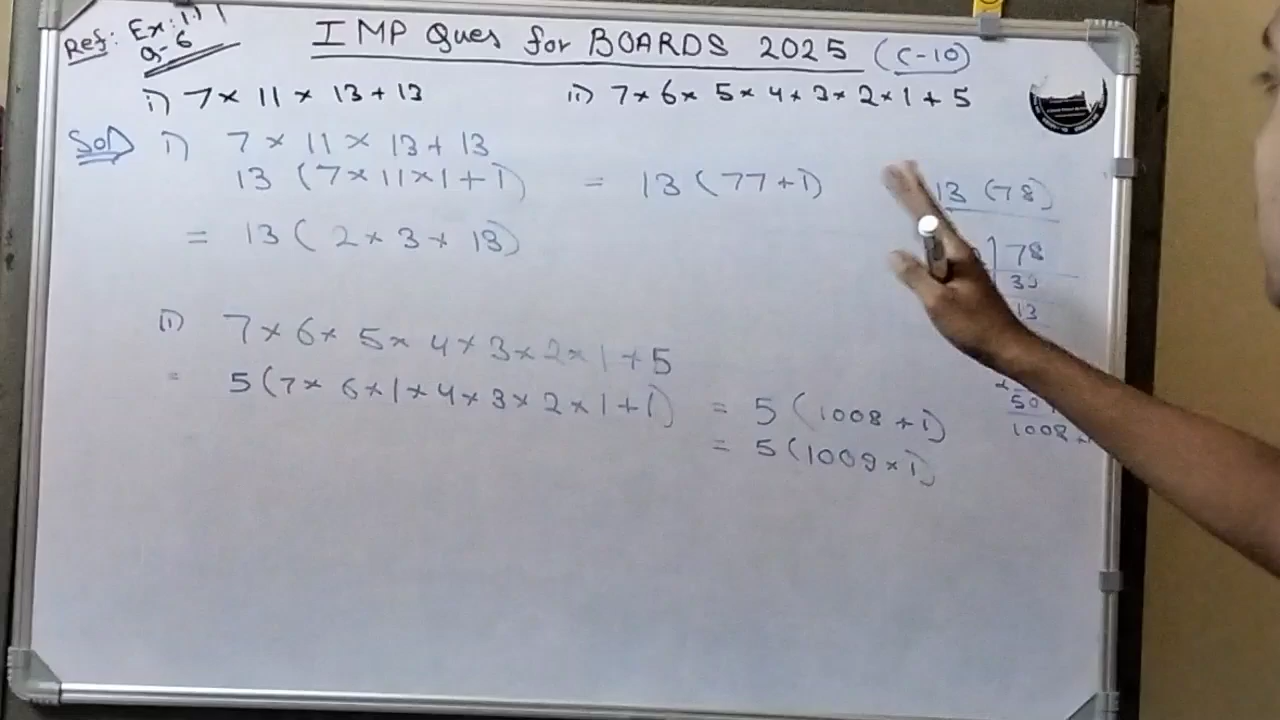 Ref: Ex: 1.1
Q-6
IMP Ques for BOARDS 2025 (C-10)
i) 7 × 11 × 13 + 13
ii) 7 × 6 × 5 × 4 × 3 × 2 × 1 + 5
Sol
i) 7 × 11 × 13 + 13
13 (7 × 11 × 1 + 1) = 13 (77 + 1)
13 (78)
= 13 ( 2 × 3 × 13)
78
39
13
ii) 7 × 6 × 5 × 4 × 3 × 2 × 1 + 5
= 5 (7 × 6 × 1 × 4 × 3 × 2 × 1 + 1) = 5 (1008 + 1)
= 5 (1009 × 1)
1008